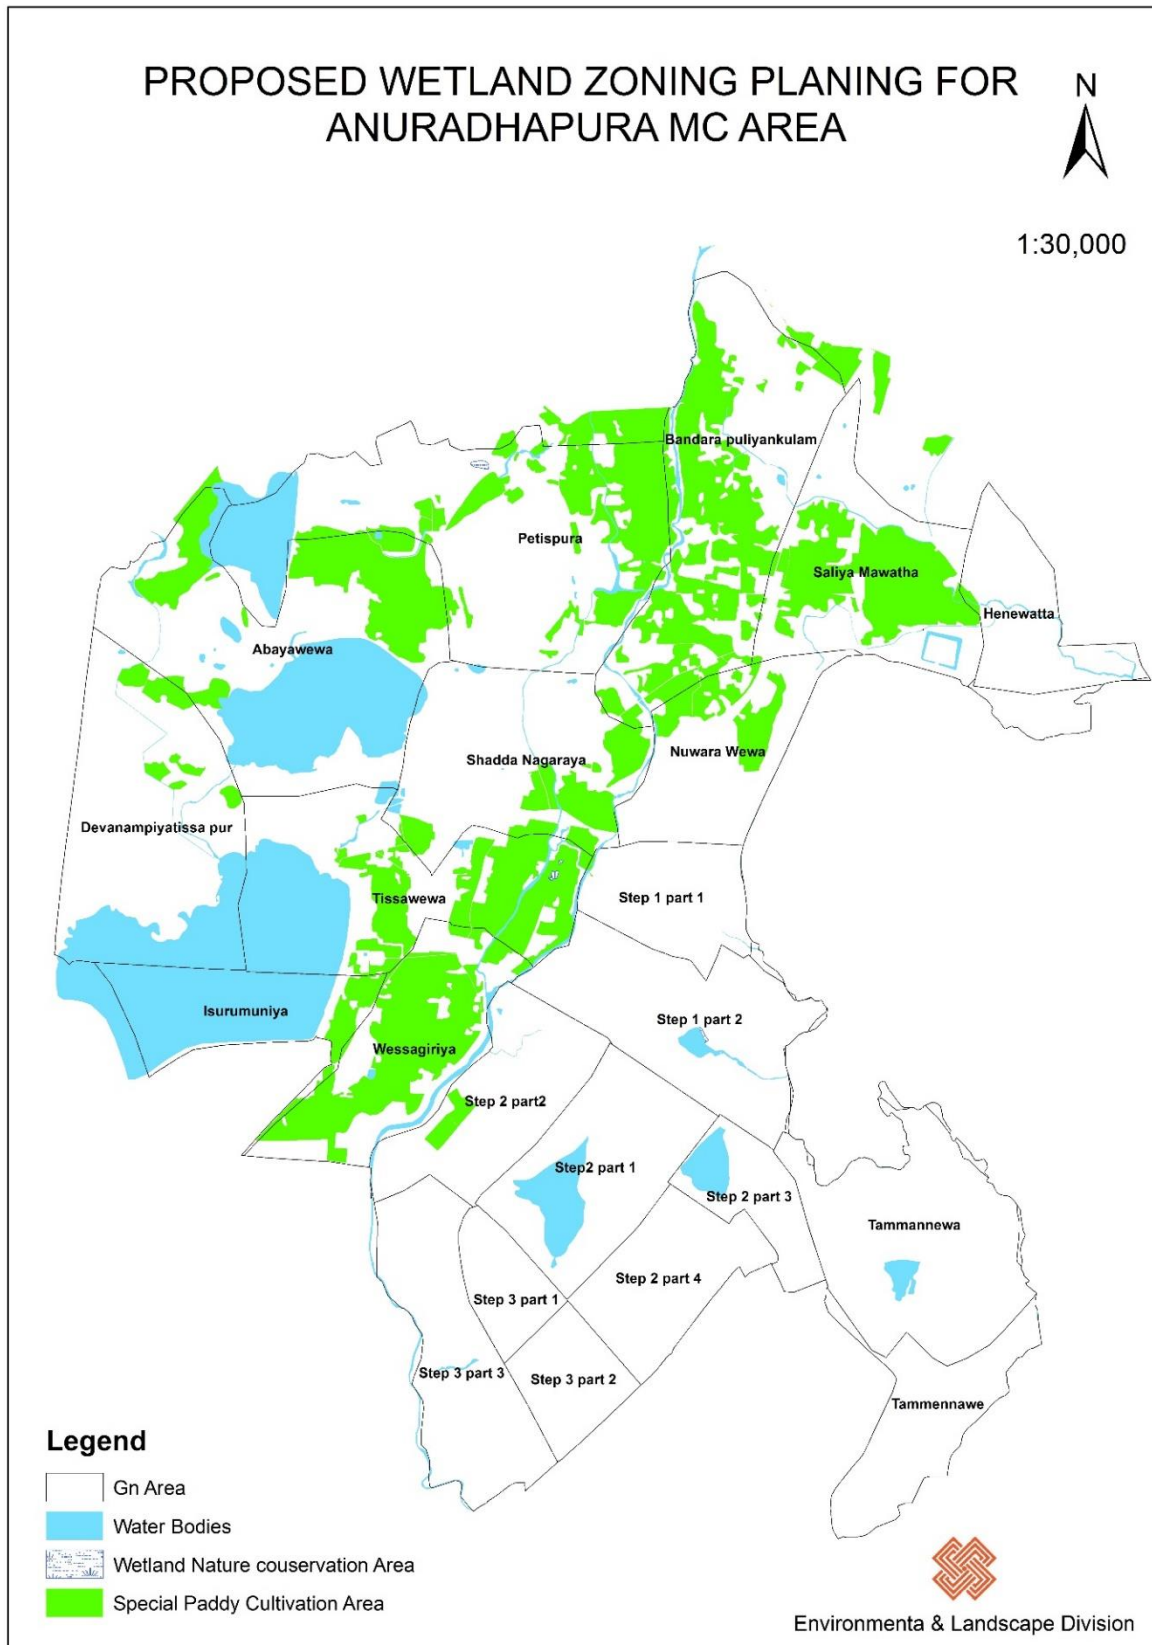 PROPOSED WETLAND ZONING PLANING FOR
ANURADHAPURA MC AREA
N
1:30,000
Bandara puliyankulam
Petispura
Saliya Mawatha
Henewatta
Abayawewa
Shadda Nagaraya
Nuwara Wewa
Devanampiyatissa pur
Tissawewa
Step 1 part 1
Isurumuniya
Step 1 part 2
Wessagiriya
Step 2 part2
Step2 part 1
Step 2 part 3
Tammannewa
Step 2 part 4
Step 3 part 1
Step 3 part 3
Step 3 part 2
Tammennawe
Legend
Gn Area
Water Bodies
Wetland Nature couservation Area
Special Paddy Cultivation Area
Environmenta & Landscape Division